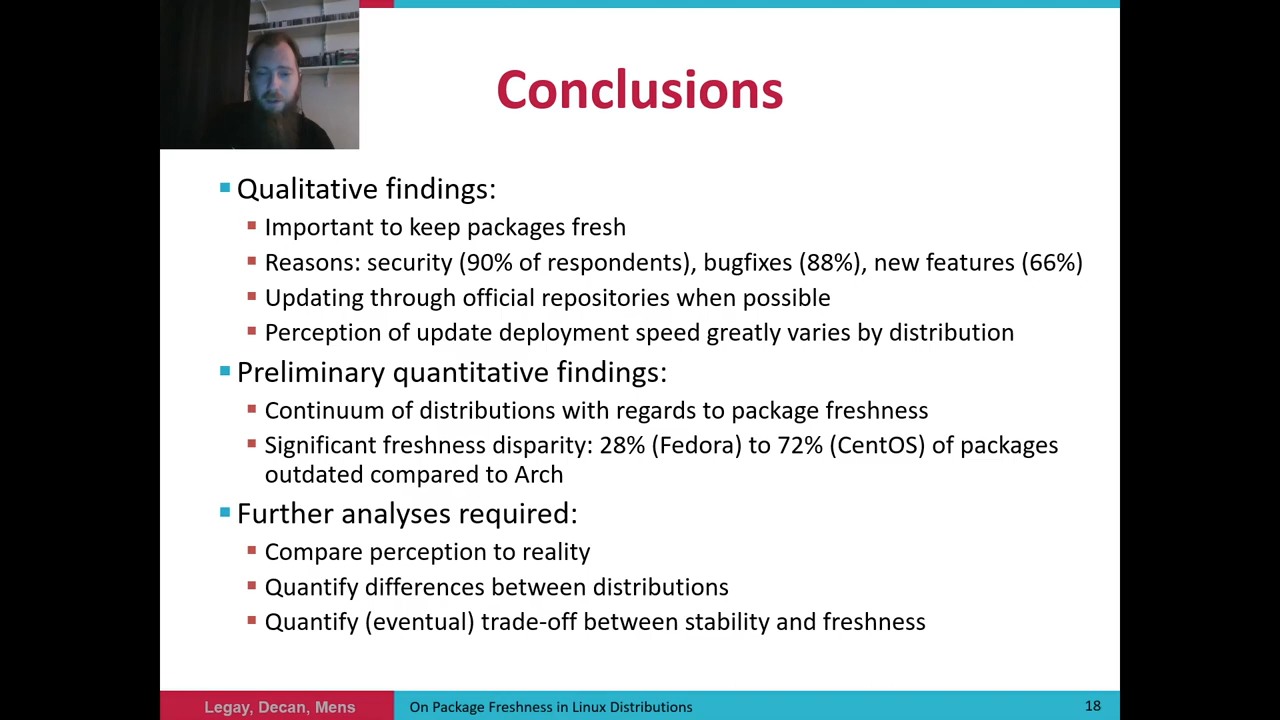 Conclusions
Qualitative findings:
Important to keep packages fresh
Reasons: security (90% of respondents), bugfixes (88%), new features (66%)
Updating through official repositories when possible
Perception of update deployment speed greatly varies by distribution
Preliminary quantitative findings:
Continuum of distributions with regards to package freshness
Significant freshness disparity: 28% (Fedora) to 72% (CentOS) of packages
outdated compared to Arch
Further analyses required:
Compare perception to reality
Quantify differences between distributions
Quantify (eventual) trade-off between stability and freshness
Legay, Decan, Mens
On Package Freshness in Linux Distributions
18